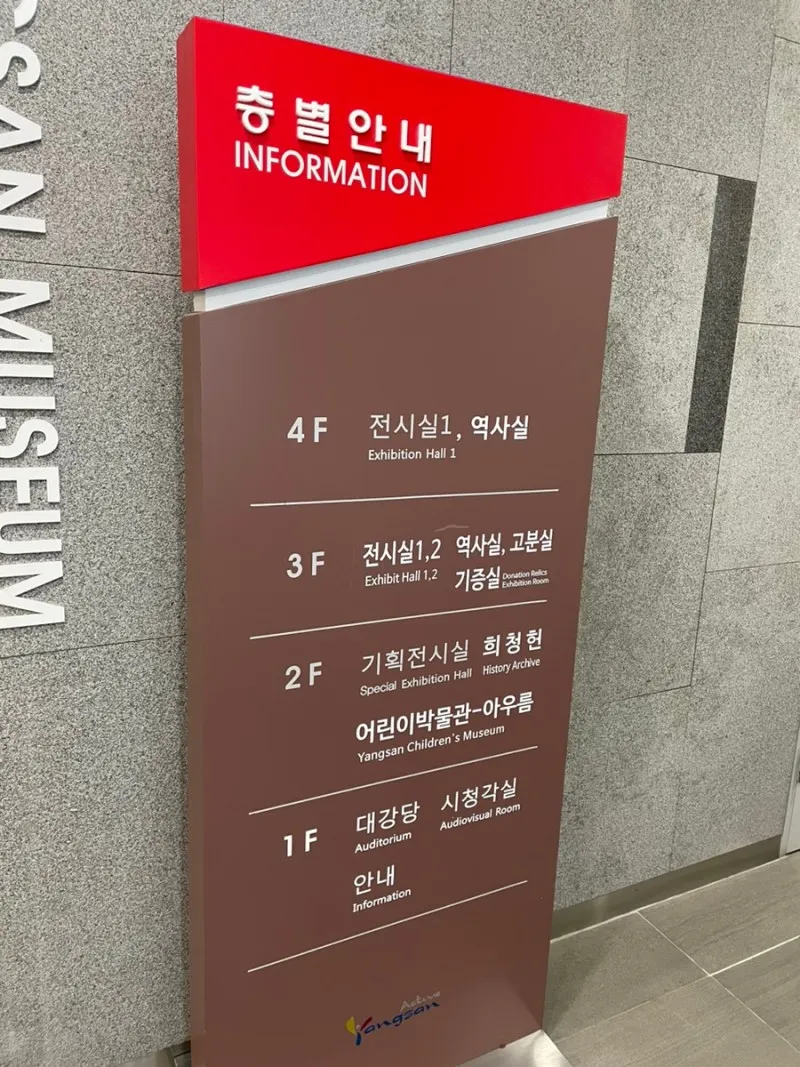 SAN MUSEUM
층별안내
INFORMATION
4F 전시실1, 역사실
Exhibition Hall 1
3F 전시실1,2 역사실, 고분실
Exhibit Hall 1,2 기증실 Donation Relics Exhibition Room
2F 기획전시실 희청헌
Special Exhibition Hall History Archive
어린이박물관-아우름
Yangsan Children's Museum
1F 대강당 시청각실
Auditorium Audiovisual Room
안내
Information
Active
Yangsan